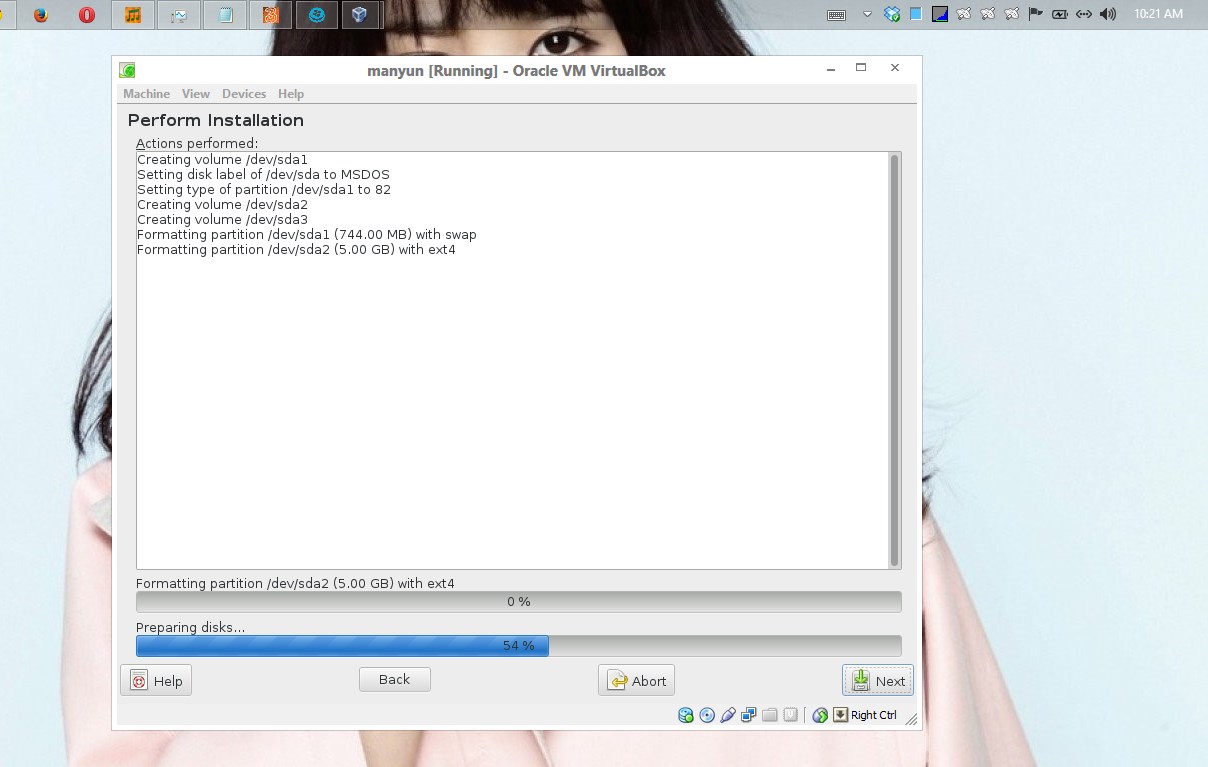 10:21 AM
manyun [Running] - Oracle VM VirtualBox
Machine View Devices Help
Perform Installation
Actions performed:
Creating volume /dev/sda1
Setting disk label of /dev/sda to MSDOS
Setting type of partition /dev/sda1 to 82
Creating volume /dev/sda2
Creating volume /dev/sda3
Formatting partition /dev/sda1 (744.00 MB) with swap
Formatting partition /dev/sda2 (5.00 GB) with ext4
Formatting partition /dev/sda2 (5.00 GB) with ext4
0 %
Preparing disks...
54 %
Help Back Abort Next
Right Ctrl